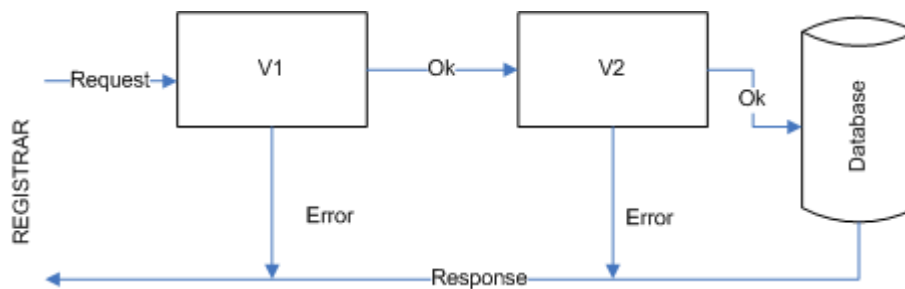 V1
V2
Request
Ok
Ok
Database
REGISTRAR
Error
Error
Response